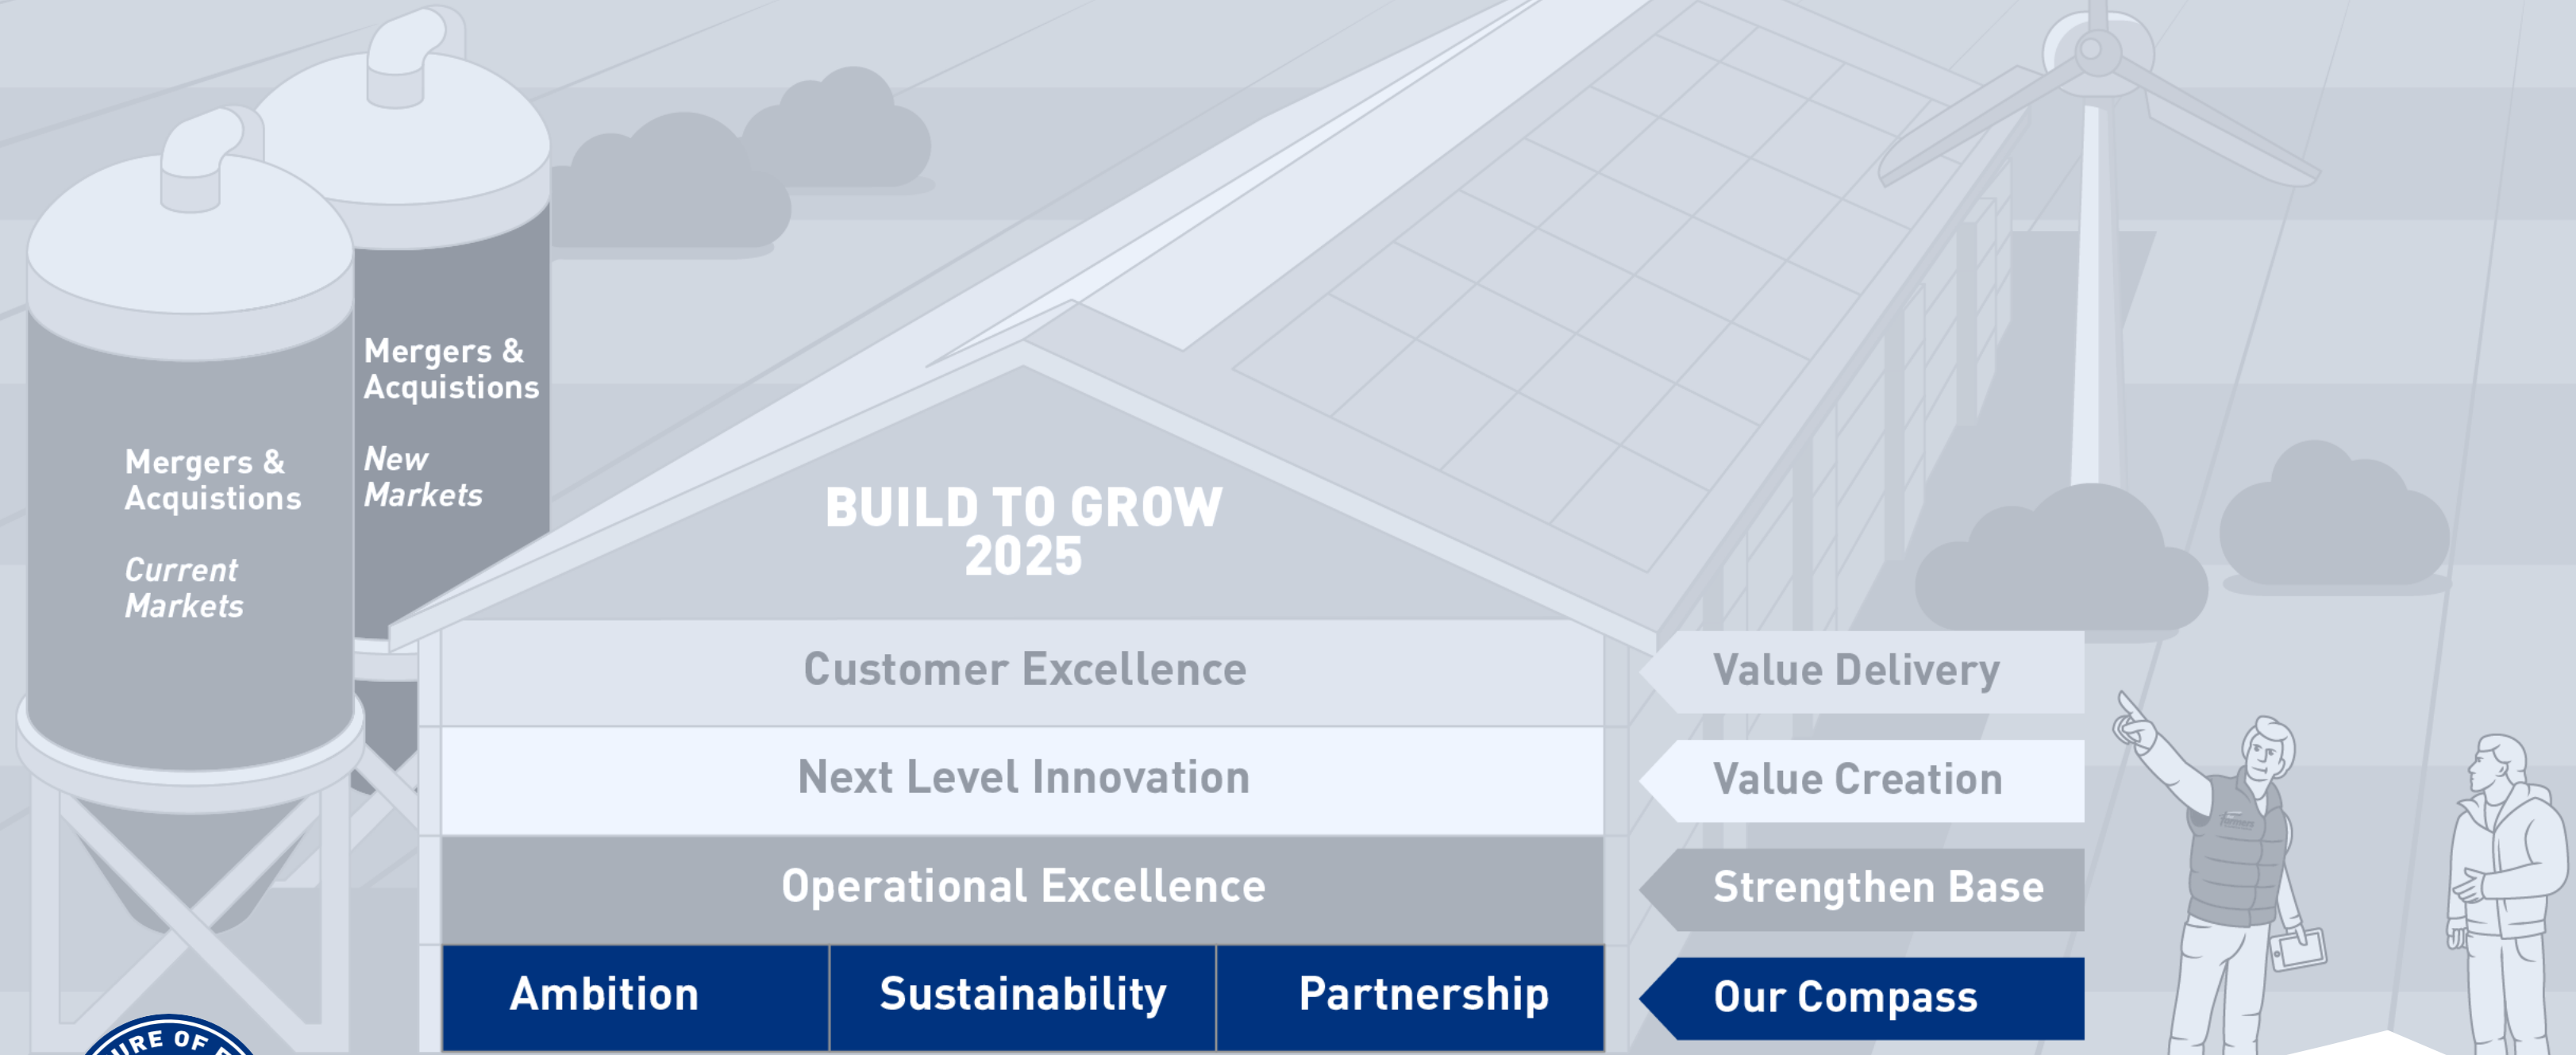 Mergers &
Acquistions
New
Markets
Mergers &
Acquistions
Current
Markets
BUILD TO GROW
2025
Customer Excellence
Value Delivery
Next Level Innovation
Value Creation
Operational Excellence
Strengthen Base
Ambition
Sustainability
Partnership
Our Compass
OF